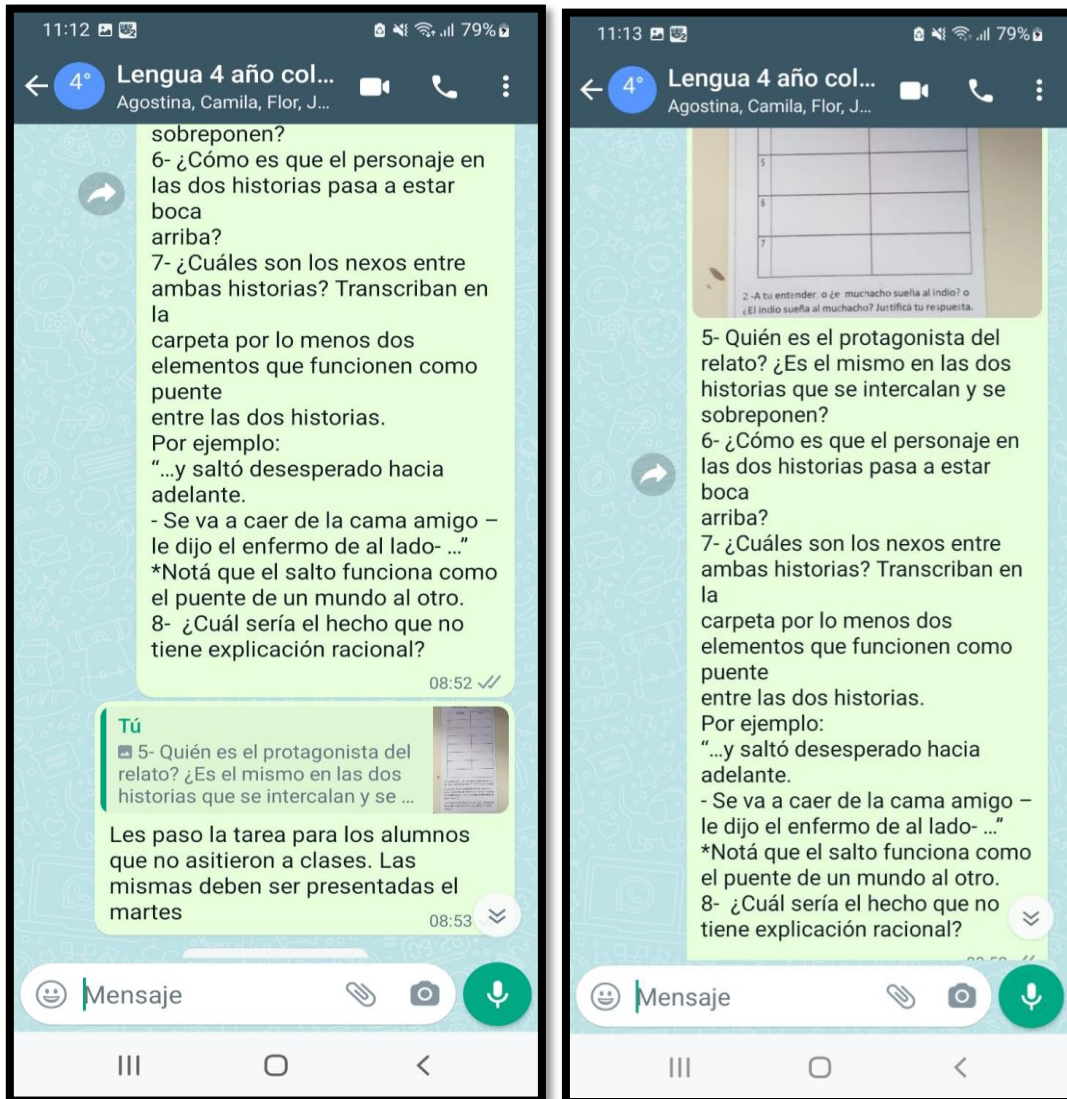 11:12
79%
4°
Lengua 4 año col...
Agostina, Camila, Flor, J...
sobreponen?
6- ¿Cómo es que el personaje en
las dos historias pasa a estar
boca
arriba?
7- ¿Cuáles son los nexos entre
ambas historias? Transcriban en
la
carpeta por lo menos dos
elementos que funcionen como
puente
entre las dos historias.
Por ejemplo:
“...y saltó desesperado hacia
adelante.
- Se va a caer de la cama amigo –
le dijo el enfermo de al lado- ...”
*Notá que el salto funciona como
el puente de un mundo al otro.
8- ¿Cuál sería el hecho que no
tiene explicación racional?
08:52
Tú
5- Quién es el protagonista del
relato? ¿Es el mismo en las dos
historias que se intercalan y se ...
Les paso la tarea para los alumnos
que no asitieron a clases. Las
mismas deben ser presentadas el
martes
08:53
Mensaje
11:13
79%
4°
Lengua 4 año col...
Agostina, Camila, Flor, J...
5
6
7
2 -A tu entender, o ¿e muchacho sueña al indio? o
¿El indio sueña al muchacho? Justificá tu respuesta.
5- Quién es el protagonista del
relato? ¿Es el mismo en las dos
historias que se intercalan y se
sobreponen?
6- ¿Cómo es que el personaje en
las dos historias pasa a estar
boca
arriba?
7- ¿Cuáles son los nexos entre
ambas historias? Transcriban en
la
carpeta por lo menos dos
elementos que funcionen como
puente
entre las dos historias.
Por ejemplo:
“...y saltó desesperado hacia
adelante.
- Se va a caer de la cama amigo –
le dijo el enfermo de al lado- ...”
*Notá que el salto funciona como
el puente de un mundo al otro.
8- ¿Cuál sería el hecho que no
tiene explicación racional?
Mensaje